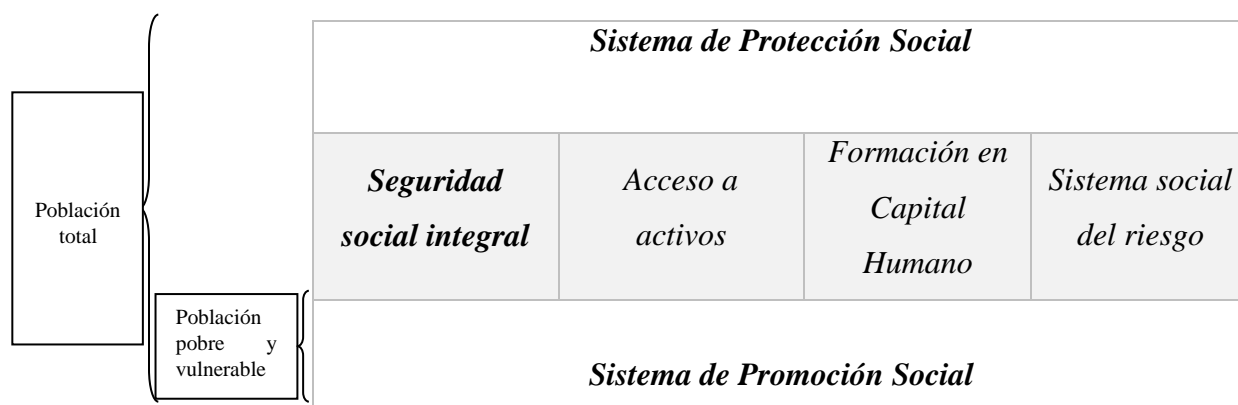 Sistema de Protección Social
Población
total
Seguridad
social integral
Acceso a
activos
Formación en
Capital
Humano
Sistema social
del riesgo
Población
pobre y
vulnerable
Sistema de Promoción Social